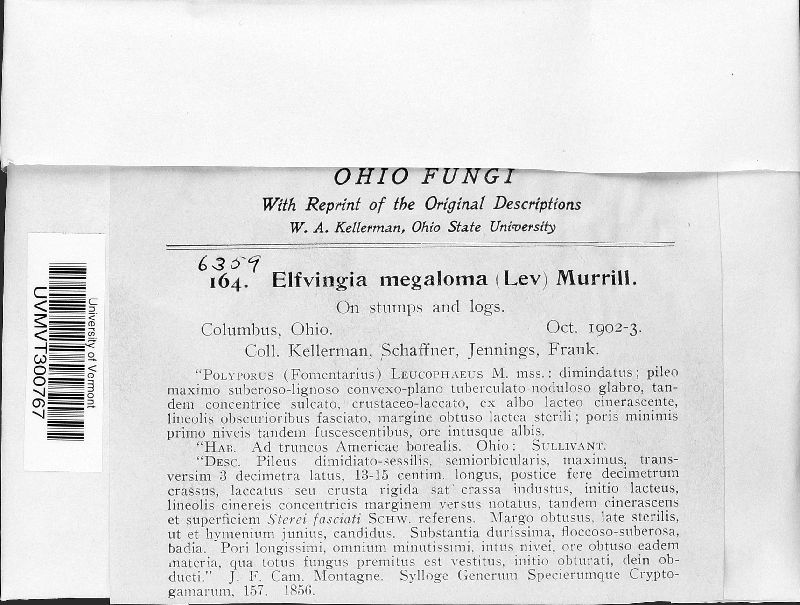 OHIO FUNGI
With Reprint of the Original Descriptions
W. A. Kellerman, Ohio State University
6359
164. Elfvingia megaloma (Lev) Murrill.
On stumps and logs.
Columbus, Ohio. Oct. 1902-3.
Coll. Kellerman, Schaffner, Jennings, Frank.
"POLYPORUS (Fomentarius) LEUCOPHAEUS M. mss.: dimindatus; pileo
maximo suberoso-lignoso convexo-plano tuberculato noduloso glabro, tan-
dem concentrice sulcato, crustaceo-laccato, ex albo lacteo cinerascente,
lineolis obscurioribus fasciato, margine obtuso lactea sterili; poris minimis
primo niveis tandem fuscescentibus, ore intusque albis.
"HAB. Ad truncos Americae borealis. Ohio: SULLIVANT.
"DESC. Pileus dimidiato-sessilis, semiorbicularis, maximus, trans-
versim 3 decimetra latus, 13-15 centim. longus, postice fere decimetrum
crassus, laccatus seu crusta rigida sat crassa industus, initio lacteus,
lineolis cinereis concentricis marginem versus notatus, tandem cinerascens
et superficiem Sterei fasciati SCHW. referens. Margo obtusus, late sterilis,
ut et hymenium junius, candidus. Substantia durissima, floccoso-suberosa,
badia. Pori longissimi, omnium minutissimi, intus nivei, ore obtuso eadem
materia, qua totus fungus premitus est vestitus, initio obturati, dein ob-
ducti." J. F. Cam. Montagne. Sylloge Generum Specierumque Crypto-
gamarum, 157. 1856.
University of Vermont
UVMVT300767